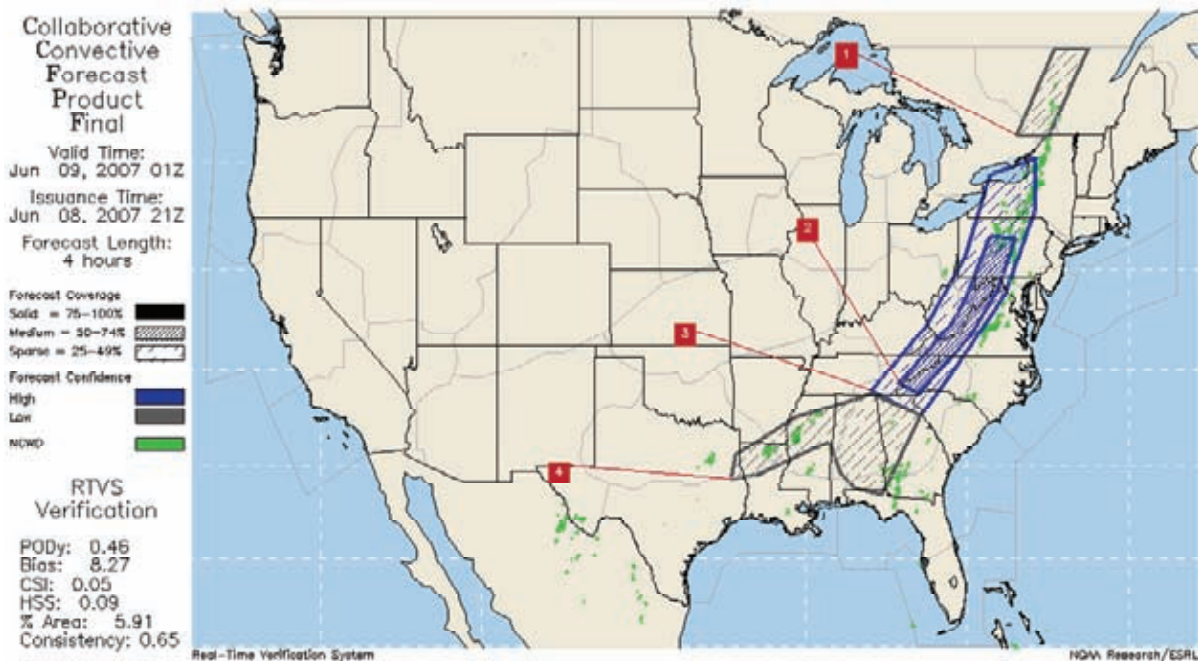 Collaborative
Convective
Forecast
Product
Final
Valid Time:
Jun 09, 2007 01Z
Issuance Time:
Jun 08. 2007 21Z
Forecast Length:
4 hours
Forecast Coverage
Solid = 75-100%
Medium = 50-74%
Sparse = 25-49%
Forecast Confidence
High
Low
NCWD
RTVS
Verification
PODy: 0.46
Bias: 8.27
CSI: 0.05
HSS: 0.09
% Area: 5.91
Consistency: 0.65
1
2
3
4
Real-Time Verification System
NOAA Research/ESRL